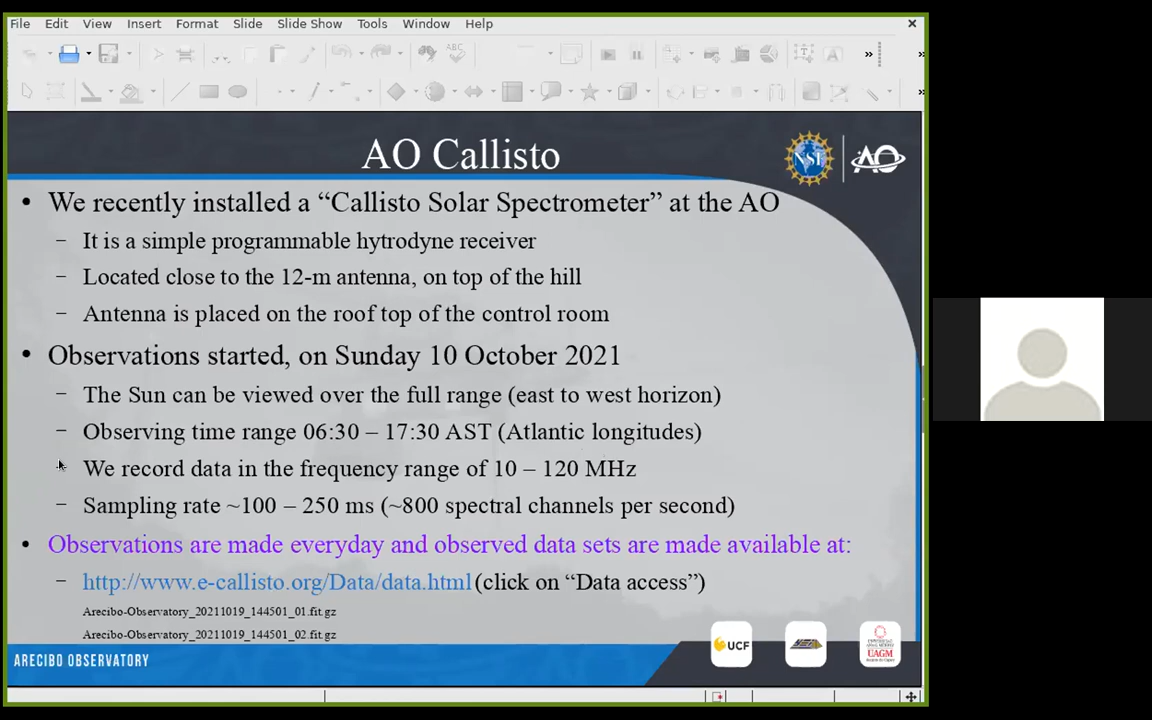 File Edit View Insert Format Slide Slide Show Tools Window Help
AO Callisto
NSF
AO
• We recently installed a “Callisto Solar Spectrometer” at the AO
– It is a simple programmable hytrodyne receiver
– Located close to the 12-m antenna, on top of the hill
– Antenna is placed on the roof top of the control room
• Observations started, on Sunday 10 October 2021
– The Sun can be viewed over the full range (east to west horizon)
– Observing time range 06:30 – 17:30 AST (Atlantic longitudes)
– We record data in the frequency range of 10 – 120 MHz
– Sampling rate ~100 – 250 ms (~800 spectral channels per second)
• Observations are made everyday and observed data sets are made available at:
– http://www.e-callisto.org/Data/data.html (click on “Data access”)
Arecibo-Observatory_20211019_144501_01.fit.gz
Arecibo-Observatory_20211019_144501_02.fit.gz
ARECIBO OBSERVATORY
UCF
UAGM